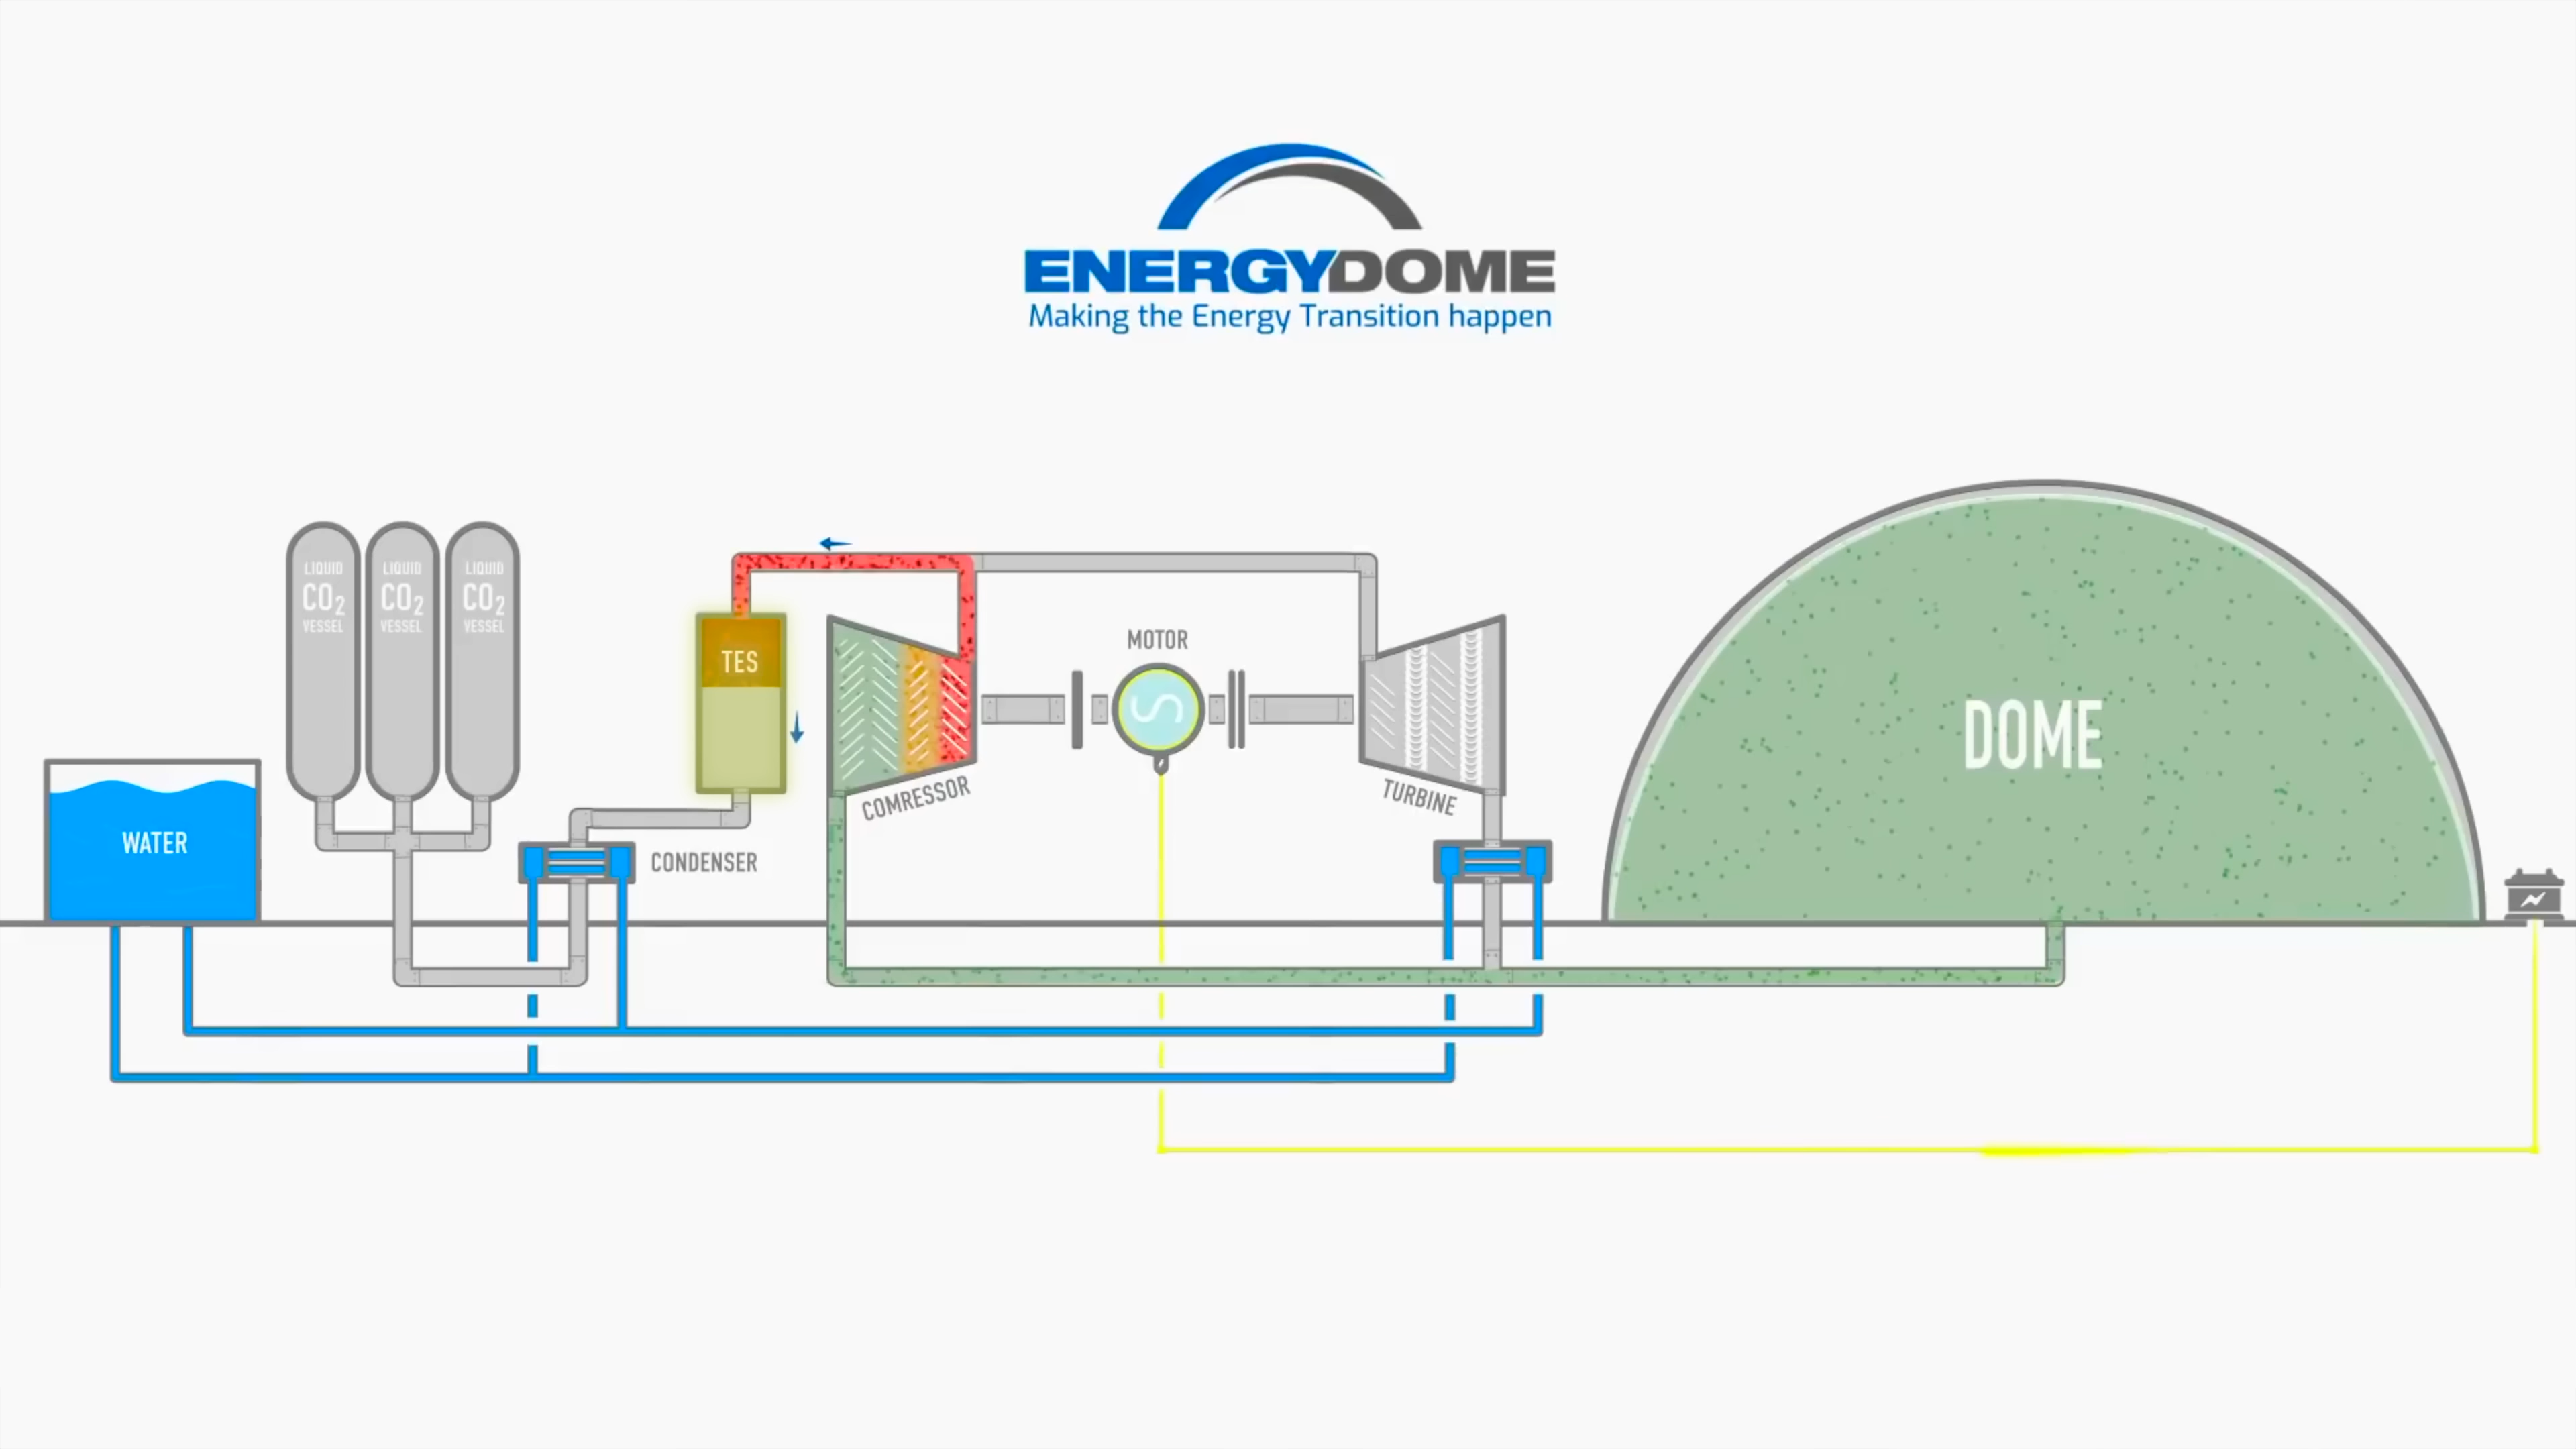 ENERGYDOME
Making the Energy Transition happen
LIQUID
CO₂
VESSEL
LIQUID
CO₂
VESSEL
LIQUID
CO₂
VESSEL
TES
MOTOR
DOME
COMRESSOR
TURBINE
WATER
CONDENSER